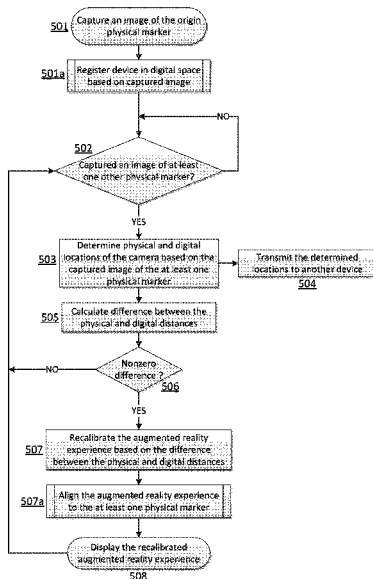 501
Capture an image of the origin
physical marker
501a
Register device in digital space
based on captured image
NO
502
Captured an image of at least
one other physical marker?
YES
503
Determine physical and digital
locations of the camera based on the
captured image of the at least one
physical marker
Transmit the determined
locations to another device
504
505
Calculate difference between the
physical and digital distances
NO
Nonzero
difference ?
506
YES
507
Recalibrate the augmented reality
experience based on the difference
between the physical and digital distances
507a
Align the augmented reality experience
to the at least one physical marker
Display the recalibrated
augmented reality experience
508